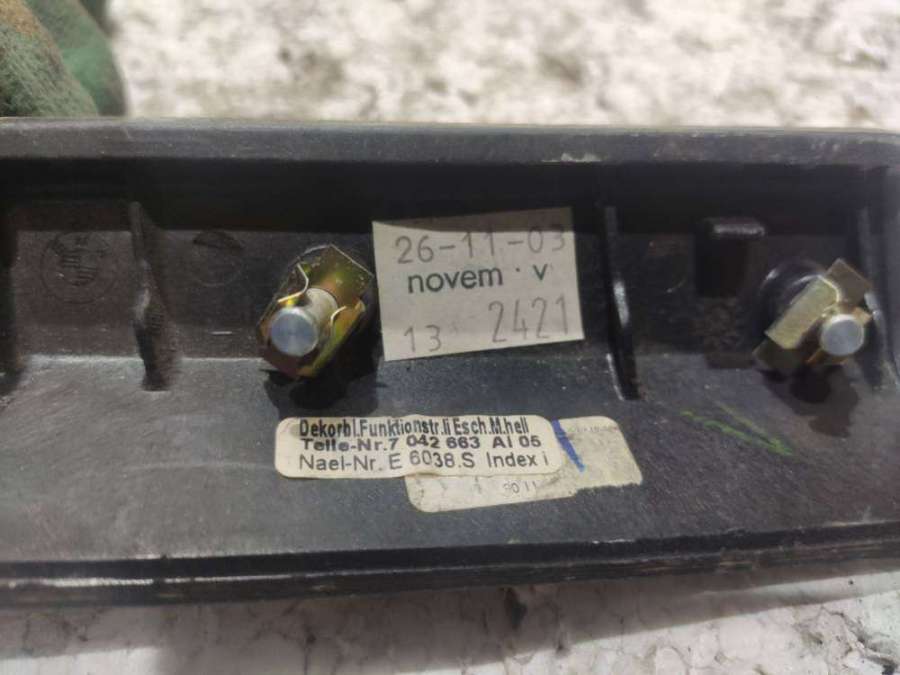 26-11-03
novem · v
13 2421
Dekorbl.Funktionstr.li Esch.M.hell
Teile-Nr.7 042 663 AI 05
Nael-Nr. E 6038.S Index i